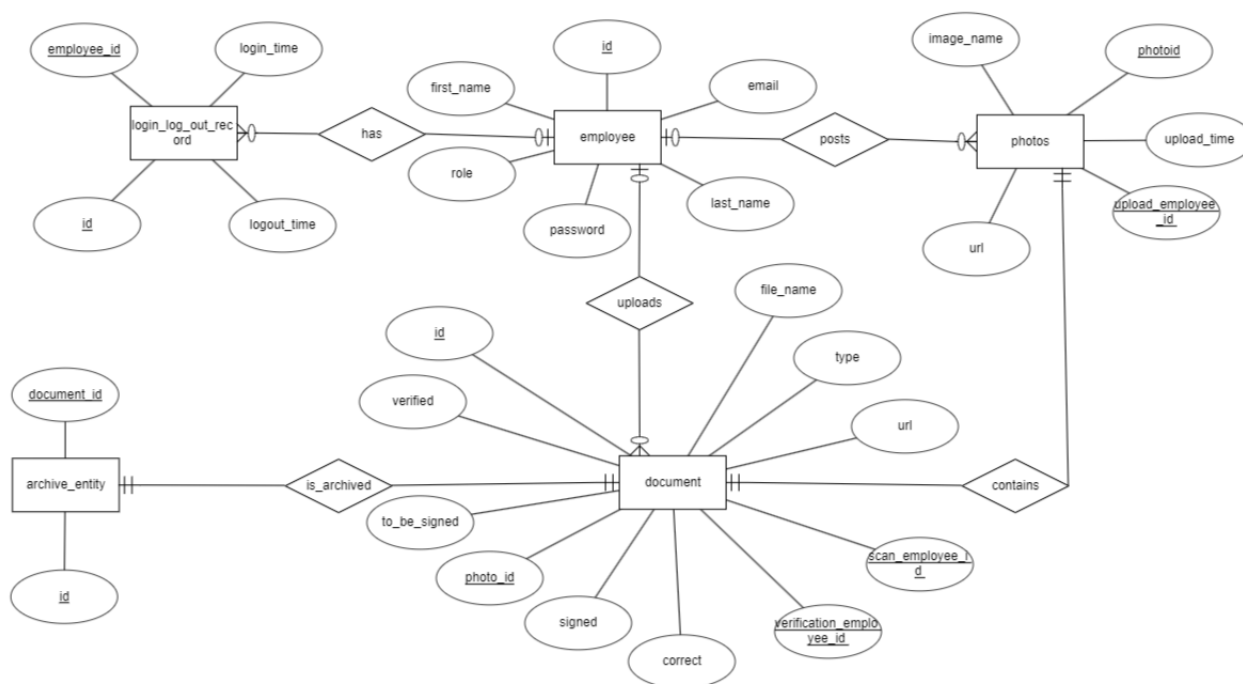 employee_id
login_time
login_log_out_rec
ord
id
logout_time
has
id
first_name
email
employee
role
password
last_name
posts
image_name
photoid
photos
upload_time
upload_employee
_id
url
uploads
file_name
id
type
verified
url
document_id
archive_entity
is_archived
document
contains
to_be_signed
photo_id
scan_employee_i
d
signed
verification_emplo
yee_id
correct
id